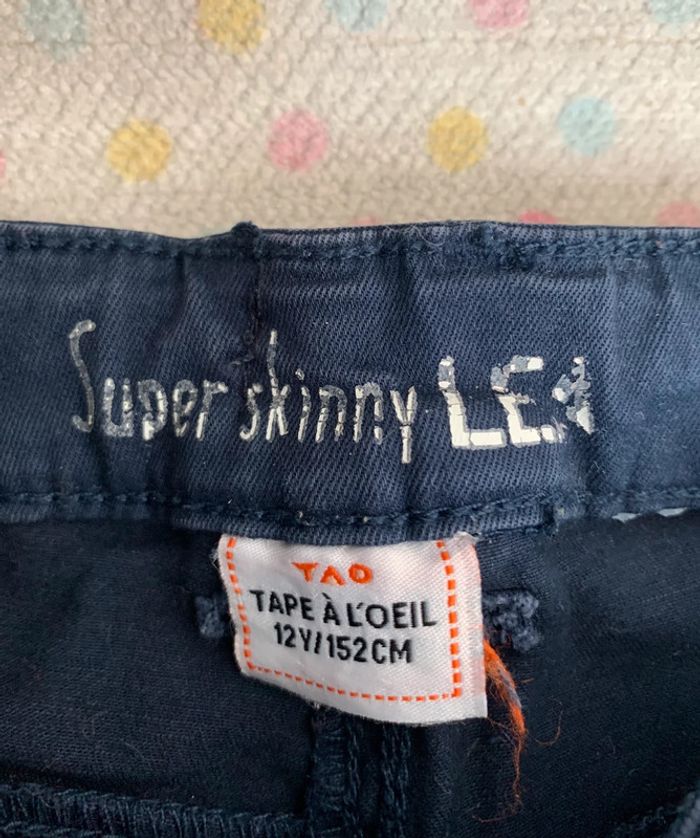 Super skinny LEA
TAO
TAPE À L'OEIL
12Y/152CM